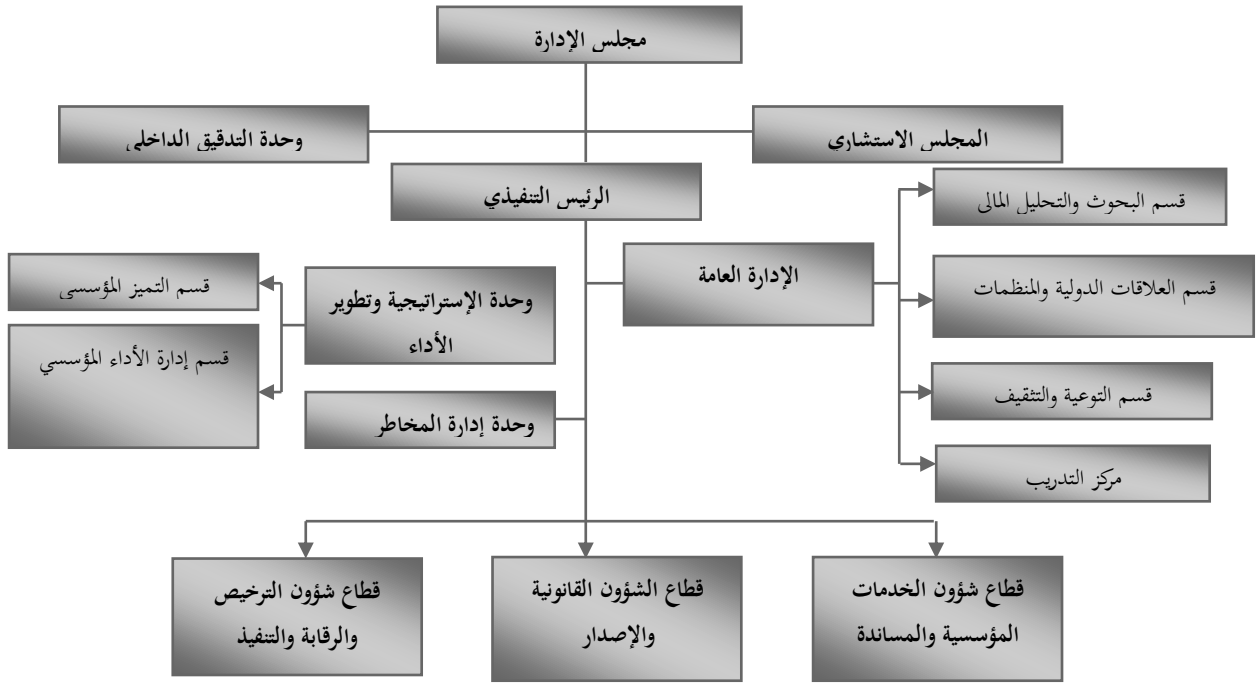 مجلس الإدارة
المجلس الاستشاري
وحدة التدقيق الداخلي
الرئيس التنفيذي
قسم البحوث والتحليل المالي
الإدارة العامة
قسم العلاقات الدولية والمنظمات
قسم التوعية والتثقيف
مركز التدريب
وحدة الإستراتيجية وتطوير
الأداء
قسم التميز المؤسسي
قسم إدارة الأداء المؤسسي
وحدة إدارة المخاطر
قطاع شؤون الخدمات
المؤسسية والمساندة
قطاع الشؤون القانونية
والإصدار
قطاع شؤون الترخيص
والرقابة والتنفيذ